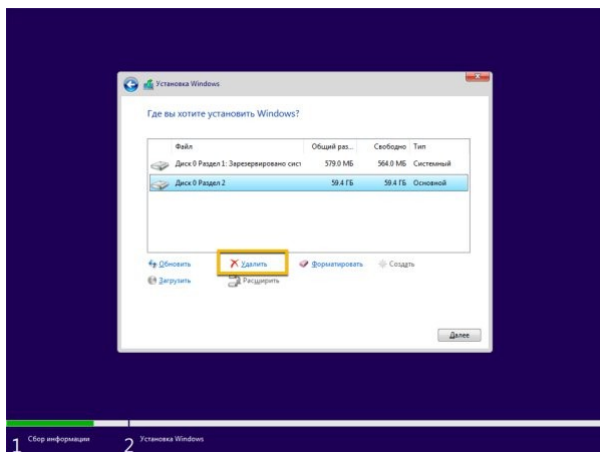 Установка Windows
Где вы хотите установить Windows?
Файл Общий раз... Свободно Тип
Диск 0 Раздел 1: Зарезервировано сист 579.0 МБ 564.0 МБ Системный
Диск 0 Раздел 2 59.4 ГБ 59.4 ГБ Основной
Обновить Удалить Форматировать Создать
Загрузить Расширить
Далее
1 Сбор информации 2 Установка Windows